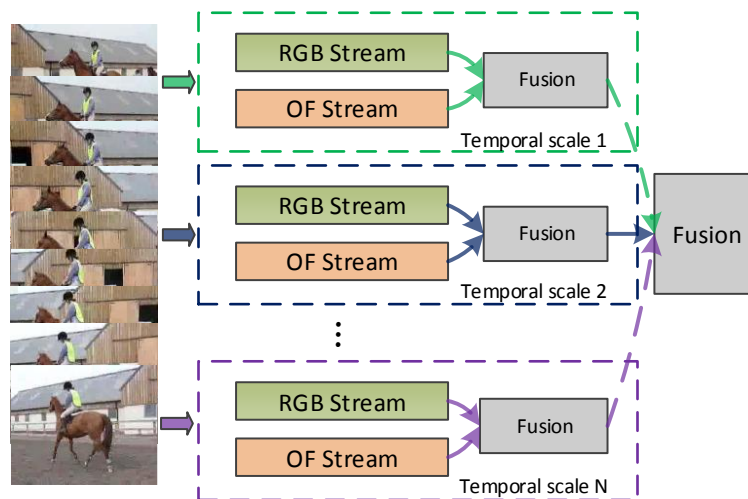 RGB Stream
OF Stream
Fusion
Temporal scale 1
RGB Stream
OF Stream
Fusion
Temporal scale 2
Fusion
RGB Stream
OF Stream
Fusion
Temporal scale N